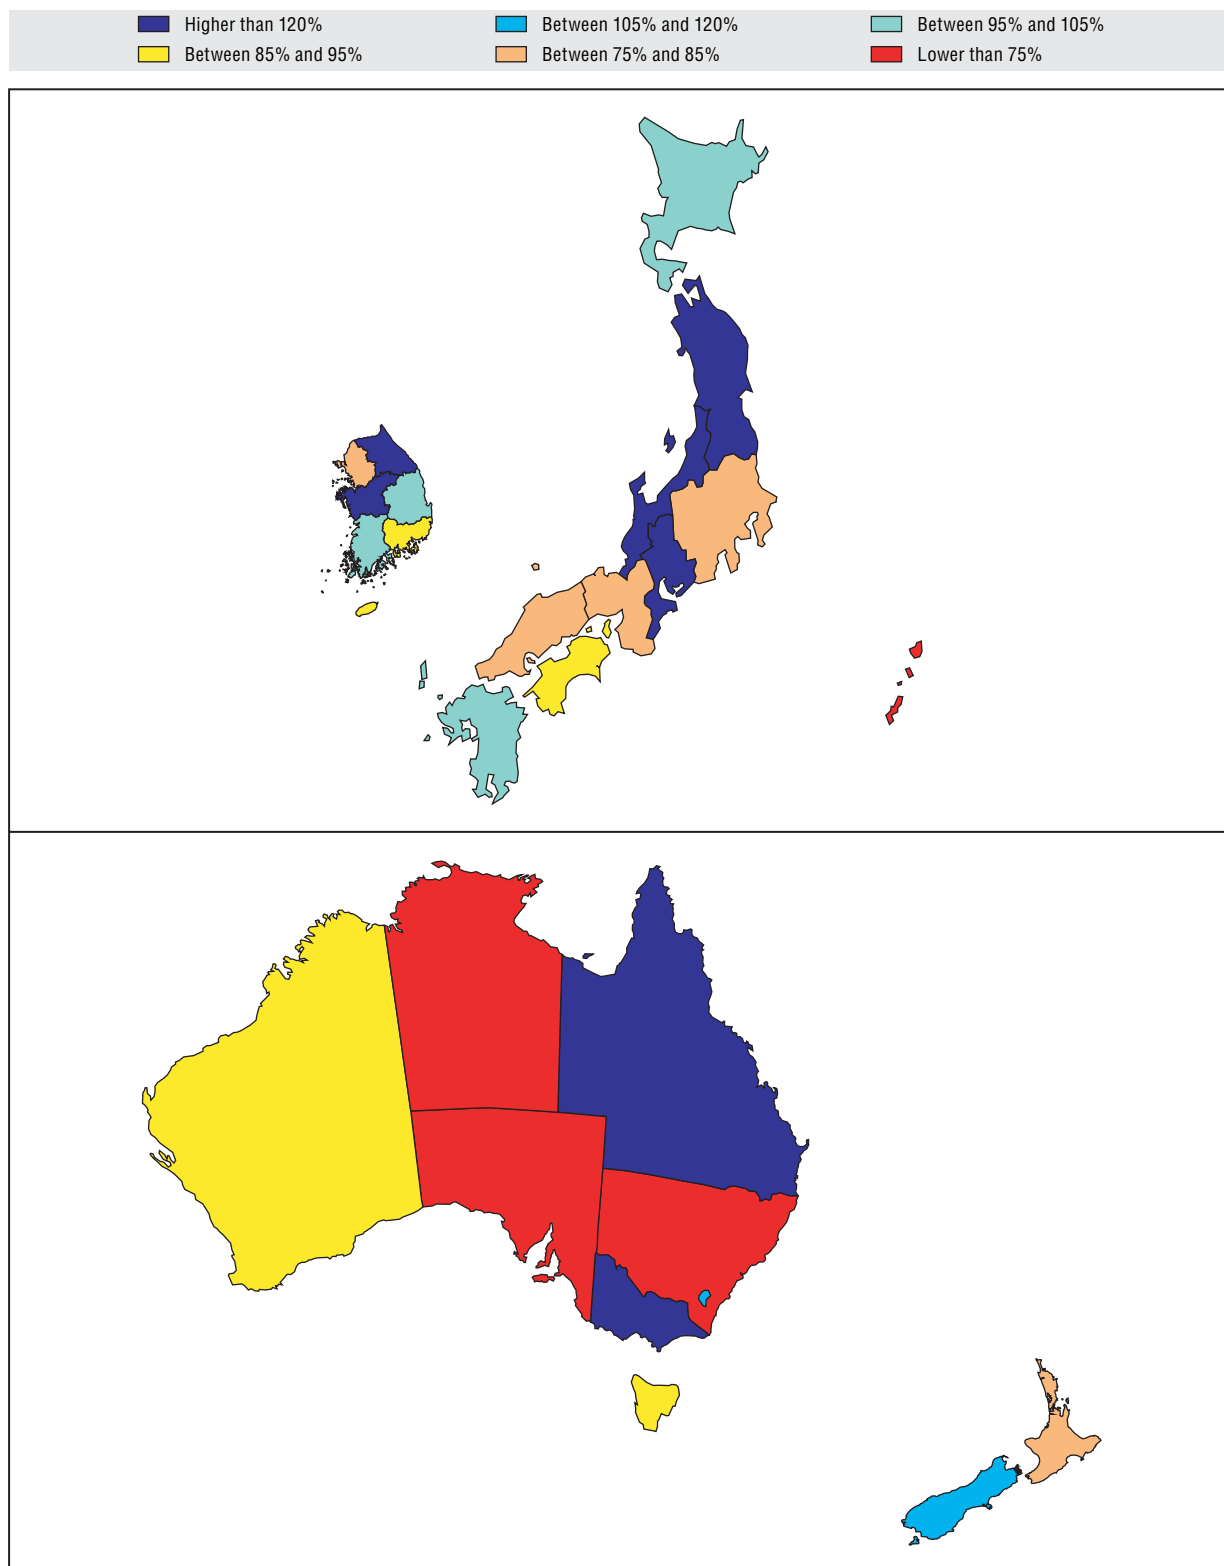 Higher than 120% Between 105% and 120% Between 95% and 105%
Between 85% and 95% Between 75% and 85% Lower than 75%